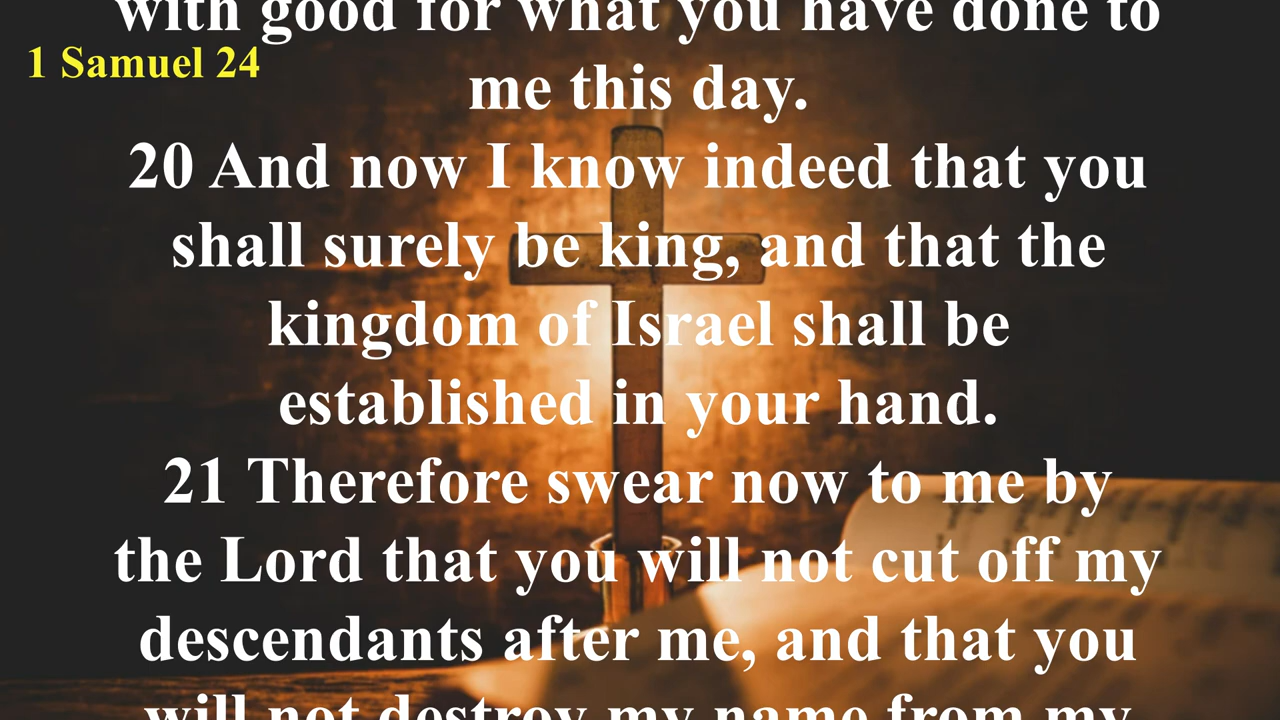 with good for what you have done to
1 Samuel 24
me this day.
20 And now I know indeed that you
shall surely be king, and that the
kingdom of Israel shall be
established in your hand.
21 Therefore swear now to me by
the Lord that you will not cut off my
descendants after me, and that you
will not destroy my name from my